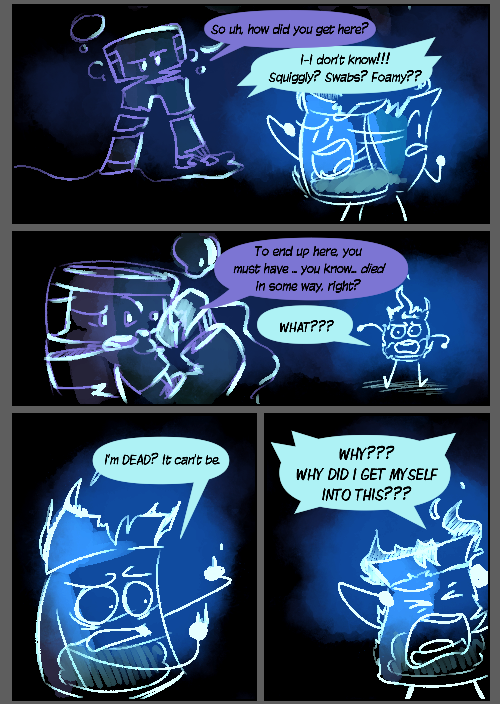 So uh, how did you get here?
I-I don't know!!!
Squiggly? Swabs? Foamy??
To end up here, you
must have ... you know... died
in some way, right?
WHAT???
I'm DEAD? It can't be.
WHY???
WHY DID I GET MYSELF
INTO THIS???